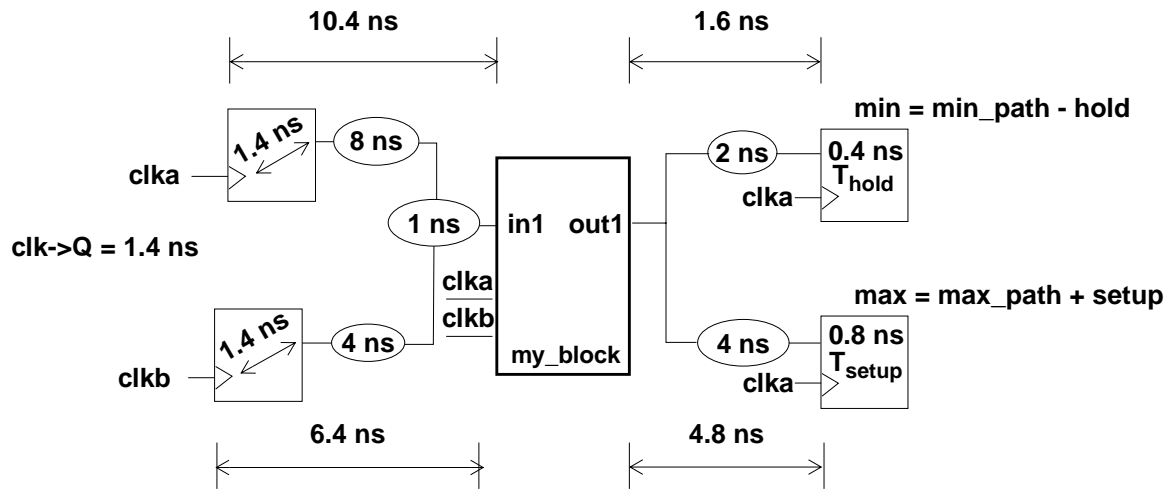 10.4 ns
1.6 ns
min = min_path - hold
1.4 ns
8 ns
2 ns
0.4 ns
Thold
clka
clka
1 ns
in1
out1
clk->Q = 1.4 ns
clka
clkb
max = max_path + setup
1.4 ns
4 ns
my_block
4 ns
0.8 ns
Tsetup
clkb
clka
6.4 ns
4.8 ns